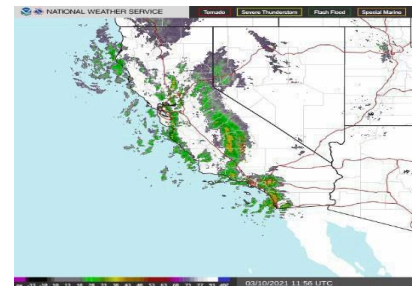 NATIONAL WEATHER SERVICE
Tornado
Severe Thunderstorm
Flash Flood
Special Marine
03/10/2021 11:56 UTC